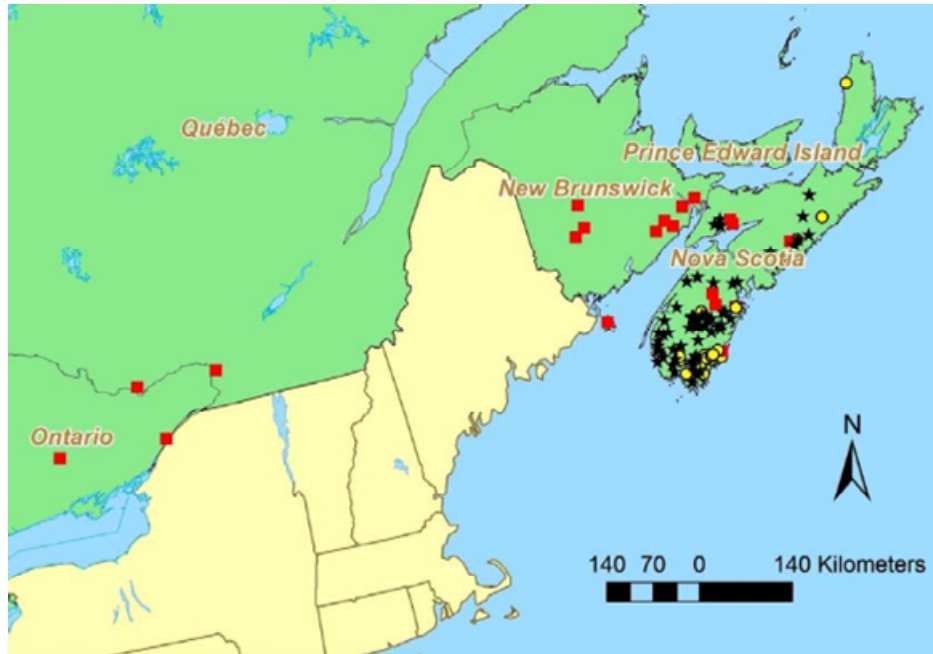 Québec
Prince Edward Island
New Brunswick
Nova Scotia
Ontario
N
140 70 0 140 Kilometers